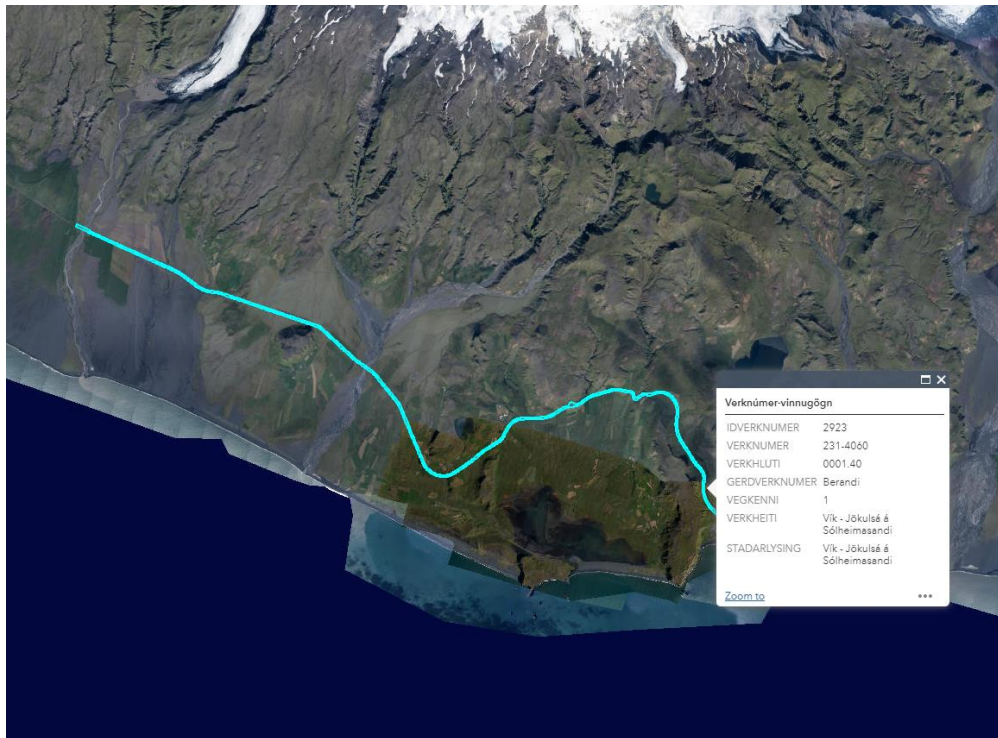 Verknúmer-vinnugögn
IDVERKNUMER 2923
VERKNUMER 231-4060
VERKHLUTI 0001.40
GERDVERKNUMER Berandi
VEGKENNI 1
VERKHEITI Vík - Jökulsá á
Sólheimasandi
STADARLYSING Vík - Jökulsá á
Sólheimasandi
Zoom to